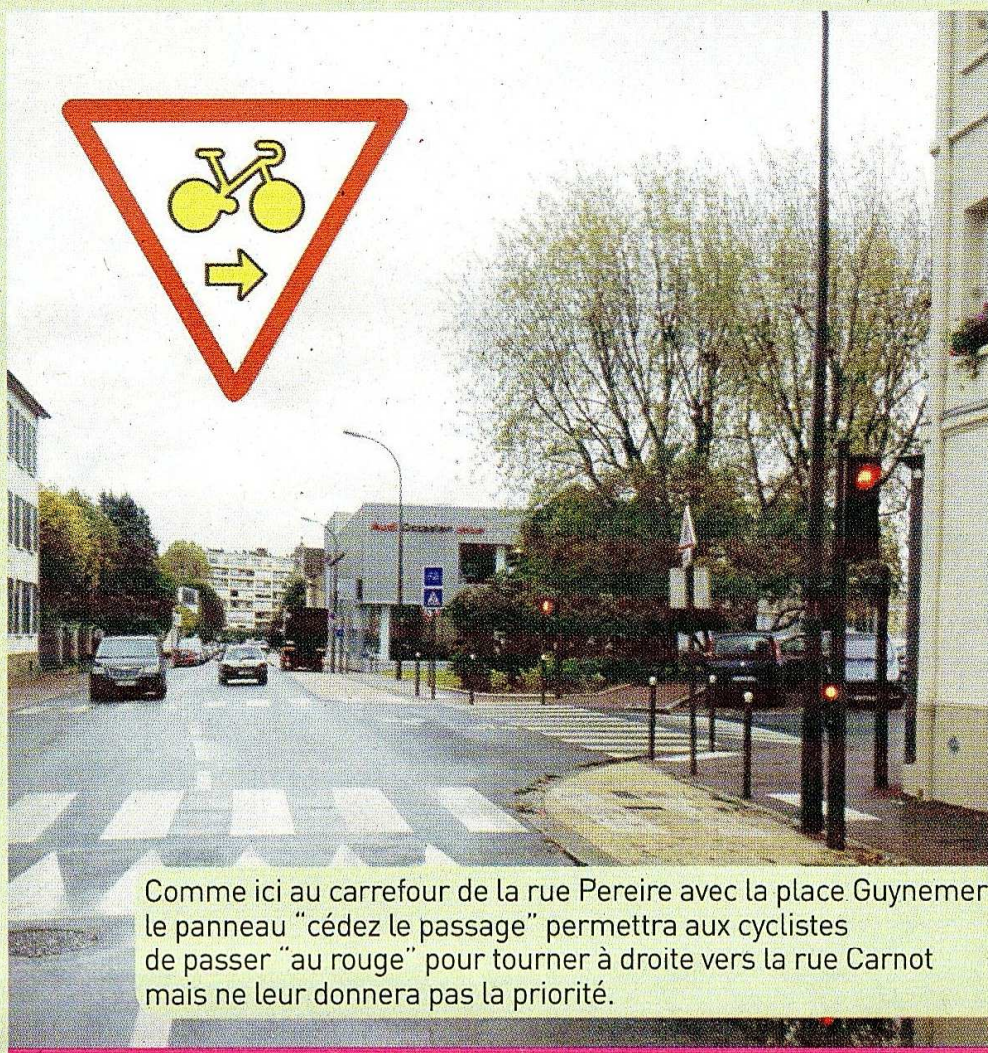 Audi Occasion
Comme ici au carrefour de la rue Pereire avec la place Guynemer
le panneau “cédez le passage” permettra aux cyclistes
de passer “au rouge” pour tourner à droite vers la rue Carnot
mais ne leur donnera pas la priorité.